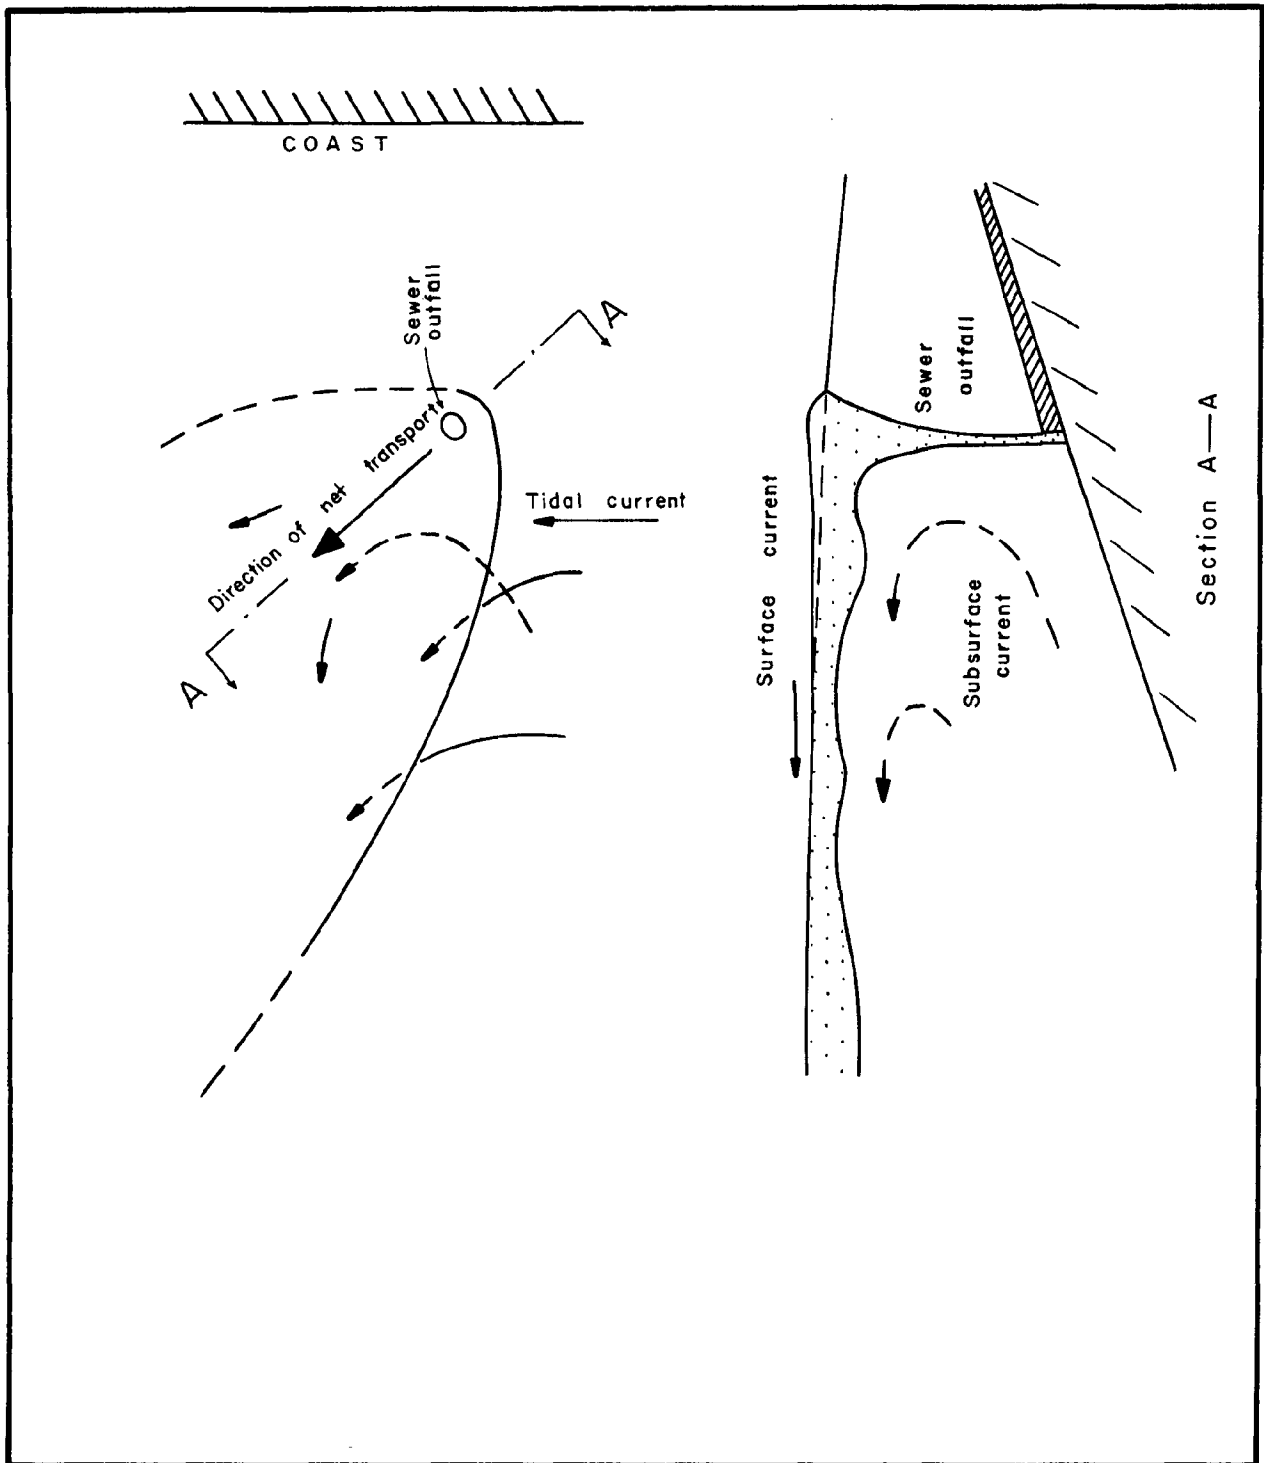 COAST
Sewer
outfall
A
Direction of net transport
Tidal current
A
Surface current
Sewer
outfall
Subsurface
current
Section A—A